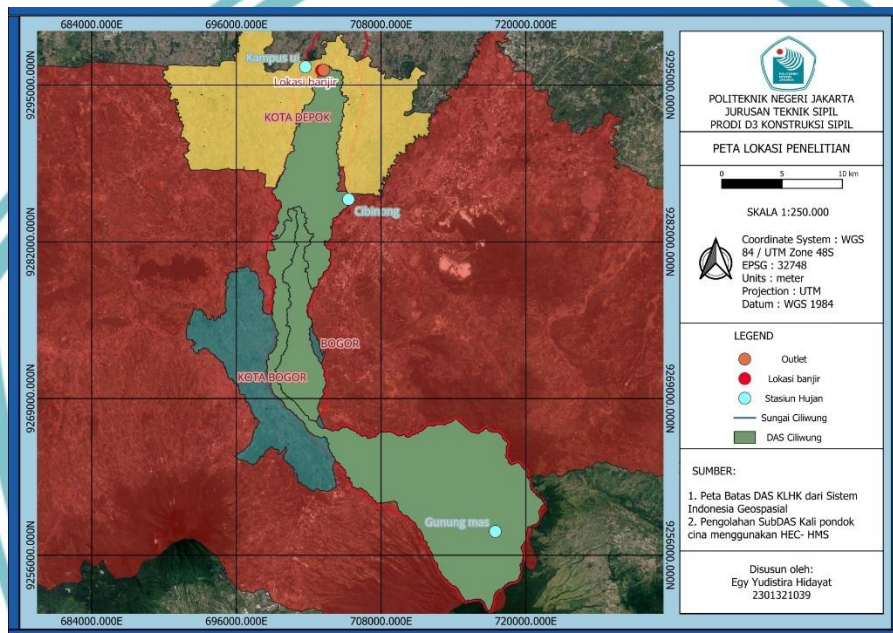 684000.000E 696000.000E 708000.000E 720000.000E
9295000.000N
9282000.000N
9269000.000N
9256000.000N
Kampus ui
Lokasi banjir
KOTA DEPOK
Cibinong
BOGOR
KOTA BOGOR
Gunung mas
9295000.000N
9282000.000N
9269000.000N
9256000.000N
684000.000E 696000.000E 708000.000E 720000.000E
POLITEKNIK
NEGERI
JAKARTA
POLITEKNIK NEGERI JAKARTA
JURUSAN TEKNIK SIPIL
PRODI D3 KONSTRUKSI SIPIL
PETA LOKASI PENELITIAN
0 5 10 km
SKALA 1:250.000
Coordinate System : WGS
84 / UTM Zone 48S
EPSG : 32748
Units : meter
Projection : UTM
Datum : WGS 1984
LEGEND
Outlet
Lokasi banjir
Stasiun Hujan
Sungai Ciliwung
DAS Ciliwung
SUMBER:
1. Peta Batas DAS KLHK dari Sistem
Indonesia Geospasial
2. Pengolahan SubDAS Kali pondok
cina menggunakan HEC- HMS
Disusun oleh:
Egy Yudistira Hidayat
2301321039